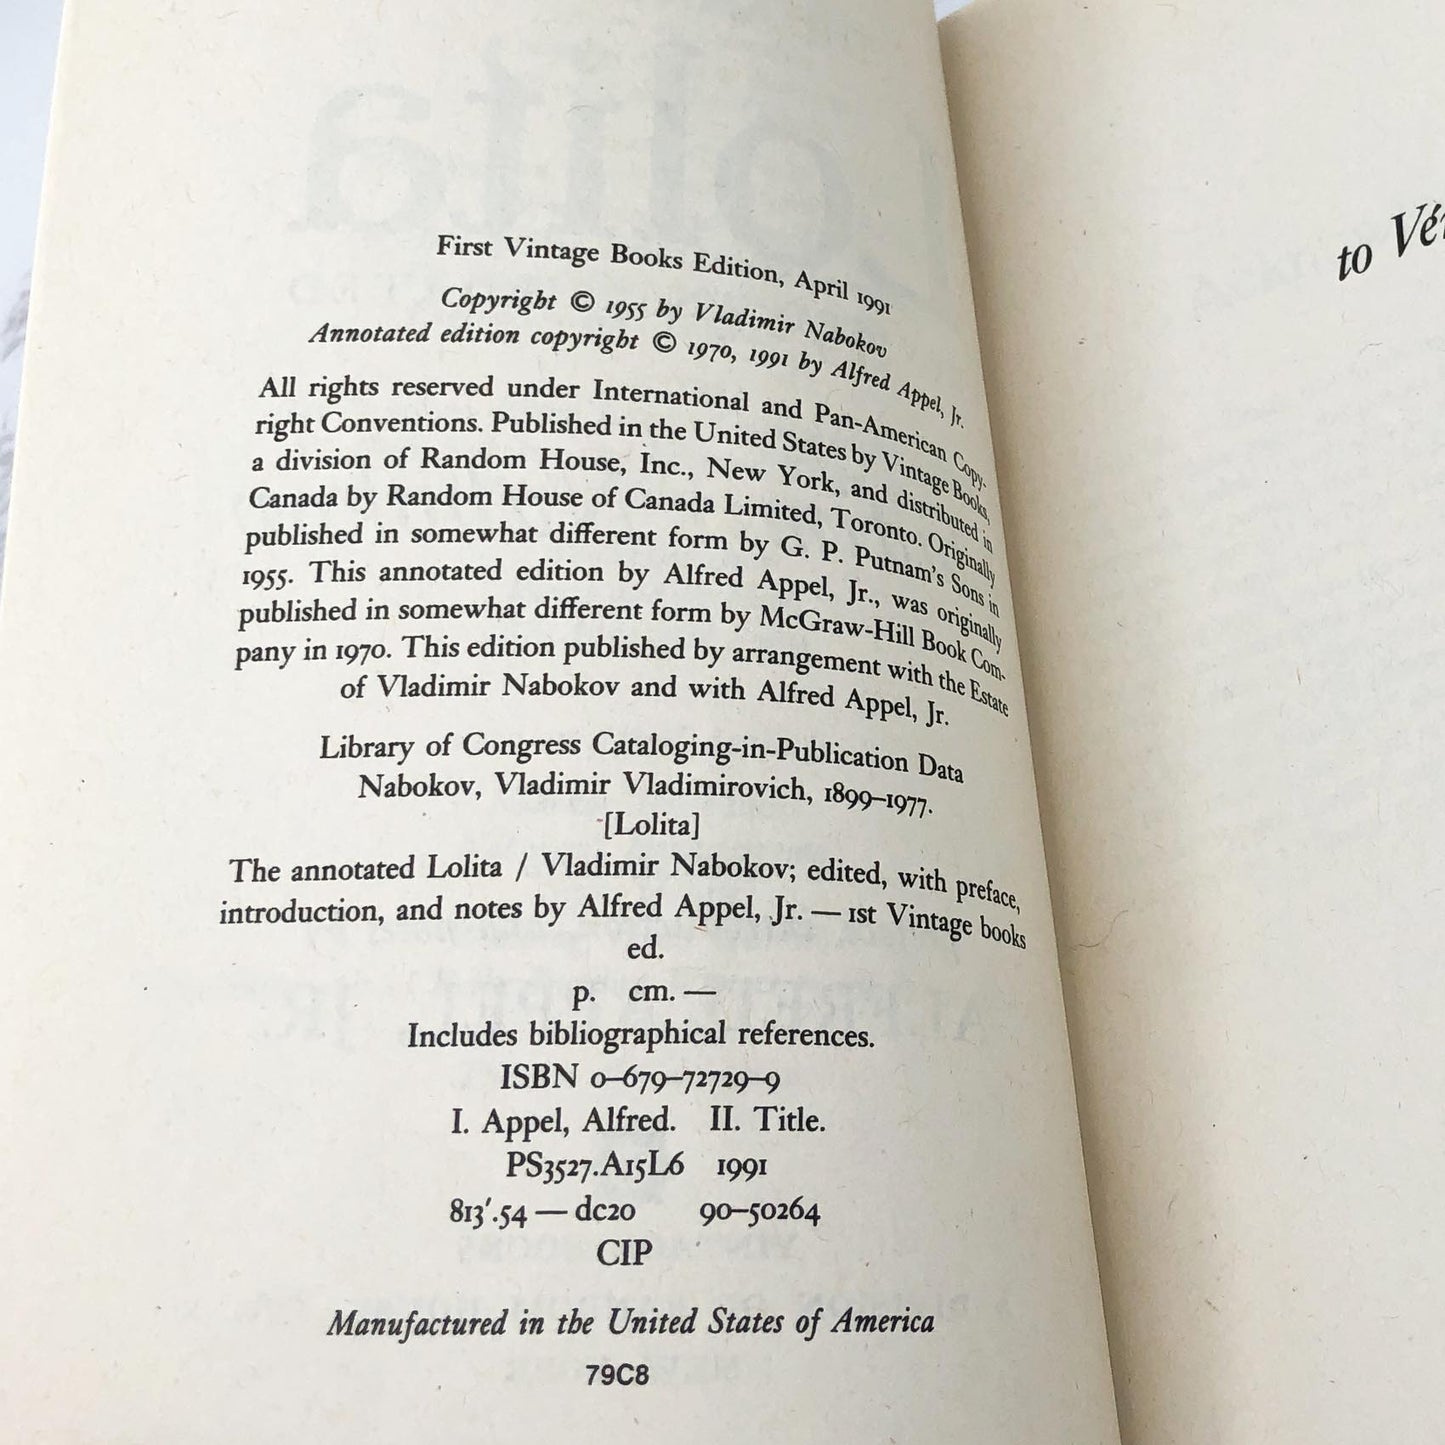 First Vintage Books Edition, April 1991
Copyright © 1955 by Vladimir Nabokov
Annotated edition copyright © 1970, 1991 by Alfred Appel, Jr.
All rights reserved under International and Pan-American Copy-
right Conventions. Published in the United States by Vintage Books,
a division of Random House, Inc., New York, and distributed in
Canada by Random House of Canada Limited, Toronto. Originally
published in somewhat different form by G. P. Putnam's Sons in
1955. This annotated edition by Alfred Appel, Jr., was originally
published in somewhat different form by McGraw-Hill Book Com-
pany in 1970. This edition published by arrangement with the Estate
of Vladimir Nabokov and with Alfred Appel, Jr.
Library of Congress Cataloging-in-Publication Data
Nabokov, Vladimir Vladimirovich, 1899–1977.
[Lolita]
The annotated Lolita / Vladimir Nabokov; edited, with preface,
introduction, and notes by Alfred Appel, Jr. — 1st Vintage books
ed.
p. cm. —
Includes bibliographical references.
ISBN 0–679–72729–9
I. Appel, Alfred. II. Title.
PS3527.A15L6 1991
813'.54 — dc20 90–50264
CIP
Manufactured in the United States of America
79C8
to